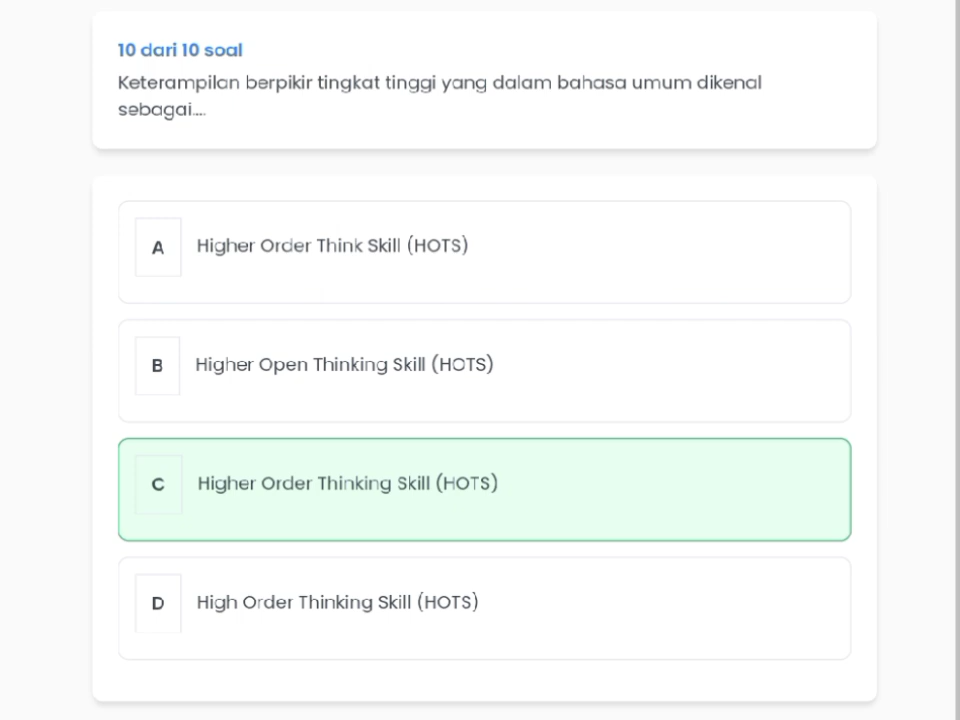 10 dari 10 soal
Keterampilan berpikir tingkat tinggi yang dalam bahasa umum dikenal
sebagai....
A Higher Order Think Skill (HOTS)
B Higher Open Thinking Skill (HOTS)
C Higher Order Thinking Skill (HOTS)
D High Order Thinking Skill (HOTS)